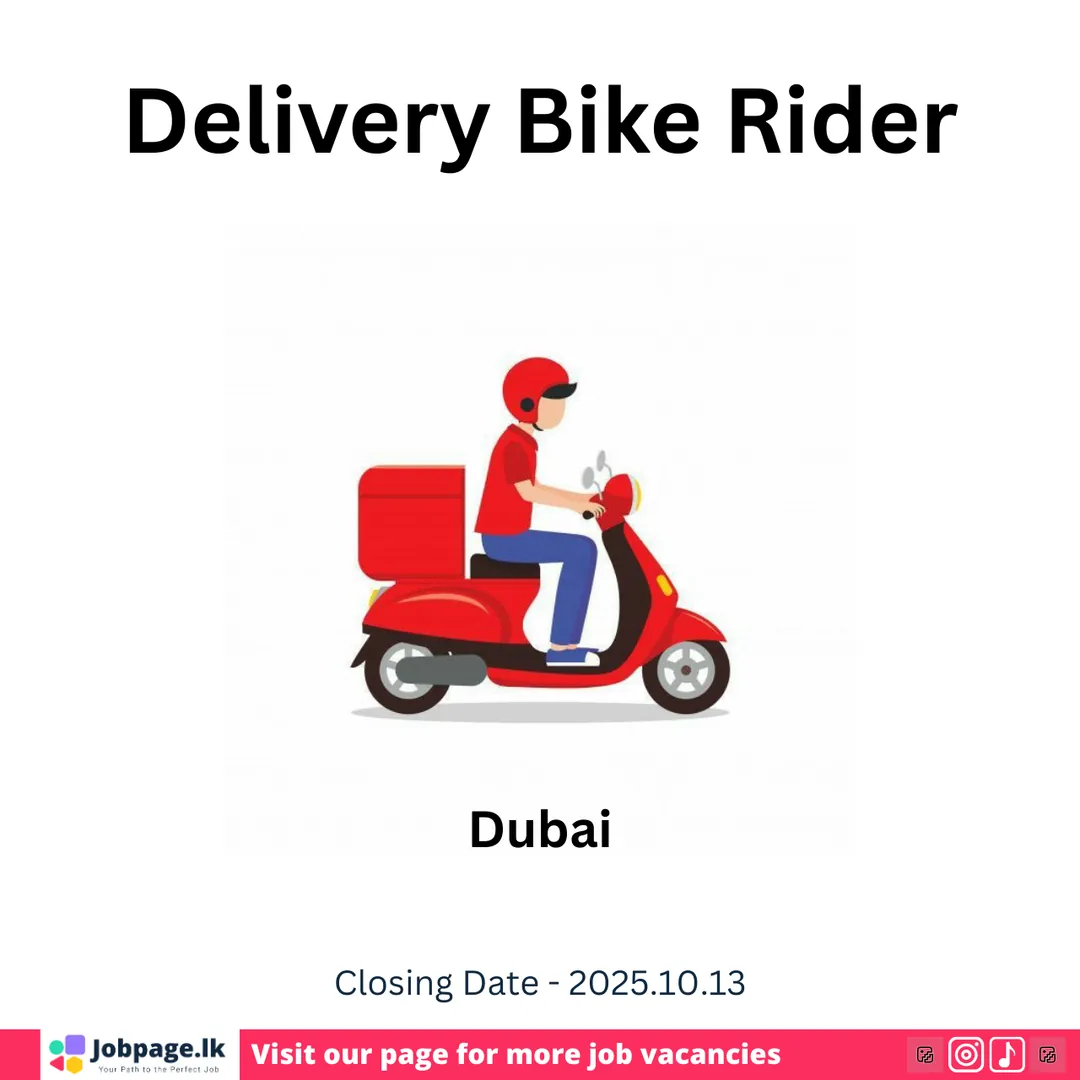 Delivery Bike Rider
Dubai
Closing Date - 2025.10.13
Jobpage.lk
Your Path to the Perfect Job
Visit our page for more job vacancies